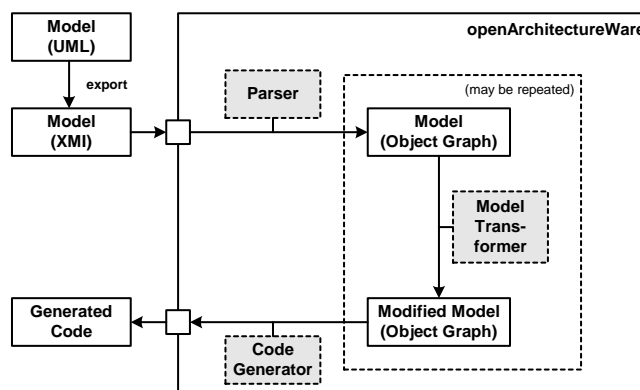 Model
(UML)
openArchitectureWare
export
Parser
(may be repeated)
Model
(XMI)
Model
(Object Graph)
Model
Trans-
former
Generated
Code
Modified Model
(Object Graph)
Code
Generator